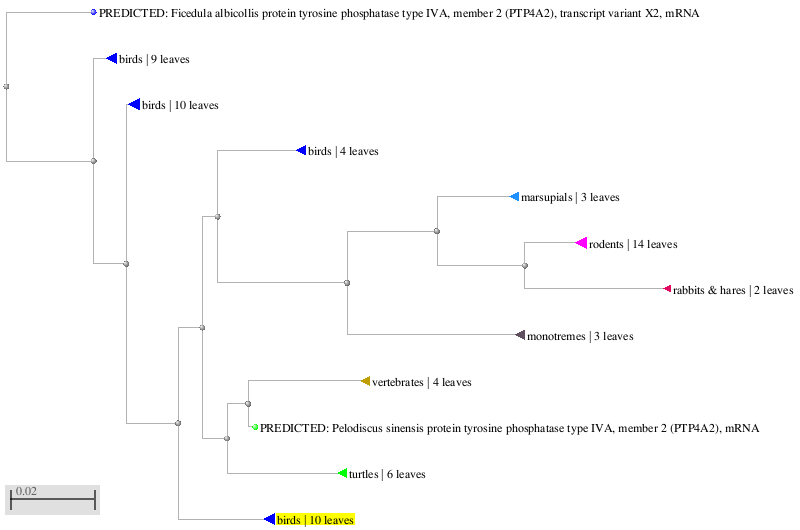 PREDICTED: Ficedula albicollis protein tyrosine phosphatase type IVA, member 2 (PTP4A2), transcript variant X2, mRNA
birds | 9 leaves
birds | 10 leaves
birds | 4 leaves
marsupials | 3 leaves
rodents | 14 leaves
rabbits & hares | 2 leaves
monotremes | 3 leaves
vertebrates | 4 leaves
PREDICTED: Pelodiscus sinensis protein tyrosine phosphatase type IVA, member 2 (PTP4A2), mRNA
turtles | 6 leaves
0.02
birds | 10 leaves